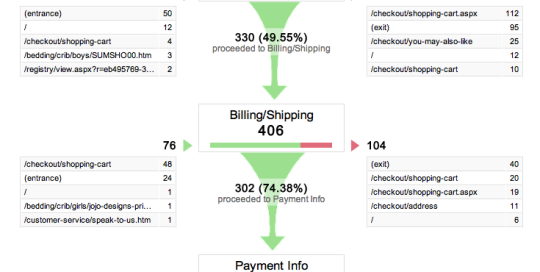 (entrance) 50
/ 12
/checkout/shopping-cart 4
/bedding/crib/boys/SUMSHO00.htm 3
/registry/view.aspx?r=eb495769-3... 2
330 (49.55%)
proceeded to Billing/Shipping
/checkout/shopping-cart.aspx 112
(exit) 95
/checkout/you-may-also-like 25
/ 12
/checkout/shopping-cart 10
Billing/Shipping
406
76
104
/checkout/shopping-cart 48
(entrance) 24
/ 1
/bedding/crib/girls/jojo-designs-pri... 1
/customer-service/speak-to-us.htm 1
302 (74.38%)
proceeded to Payment Info
(exit) 40
/checkout/shopping-cart 20
/checkout/shopping-cart.aspx 19
/checkout/address 11
/ 6
Payment Info